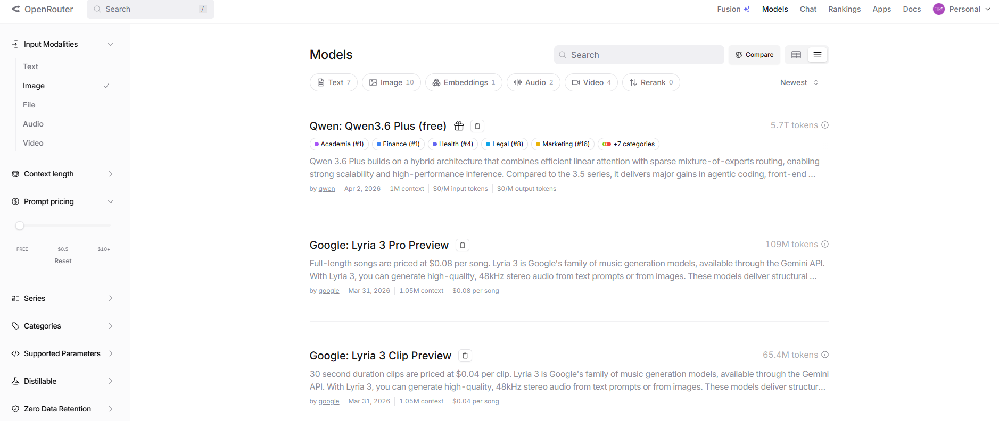 OpenRouter
Search
/
Fusion
Models
Chat
Rankings
Apps
Docs
대경
Personal
Input Modalities
Text
Image
File
Audio
Video
Context length
Prompt pricing
FREE
$0.5
$10+
Reset
Series
Categories
Supported Parameters
Distillable
Zero Data Retention
Models
Search
Compare
Text 7
Image 10
Embeddings 1
Audio 2
Video 4
Rerank 0
Newest
Qwen: Qwen3.6 Plus (free)
5.7T tokens
Academia (#1)
Finance (#1)
Health (#4)
Legal (#8)
Marketing (#16)
+7 categories
Qwen 3.6 Plus builds on a hybrid architecture that combines efficient linear attention with sparse mixture-of-experts routing, enabling
strong scalability and high-performance inference. Compared to the 3.5 series, it delivers major gains in agentic coding, front-end ...
by qwen | Apr 2, 2026 | 1M context | $0/M input tokens | $0/M output tokens
Google: Lyria 3 Pro Preview
109M tokens
Full-length songs are priced at $0.08 per song. Lyria 3 is Google's family of music generation models, available through the Gemini API.
With Lyria 3, you can generate high-quality, 48kHz stereo audio from text prompts or from images. These models deliver structural ...
by google | Mar 31, 2026 | 1.05M context | $0.08 per song
Google: Lyria 3 Clip Preview
65.4M tokens
30 second duration clips are priced at $0.04 per clip. Lyria 3 is Google's family of music generation models, available through the Gemini
API. With Lyria 3, you can generate high-quality, 48kHz stereo audio from text prompts or from images. These models deliver structur...
by google | Mar 31, 2026 | 1.05M context | $0.04 per song